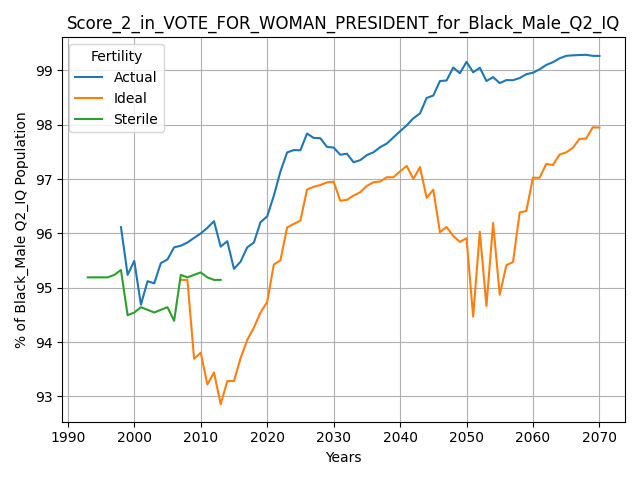 Score_2_in_VOTE_FOR_WOMAN_PRESIDENT_for_Black_Male_Q2_IQ
Fertility
Actual
Ideal
Sterile
% of Black_Male Q2_IQ Population
99
98
97
96
95
94
93
1990 2000 2010 2020 2030 2040 2050 2060 2070
Years